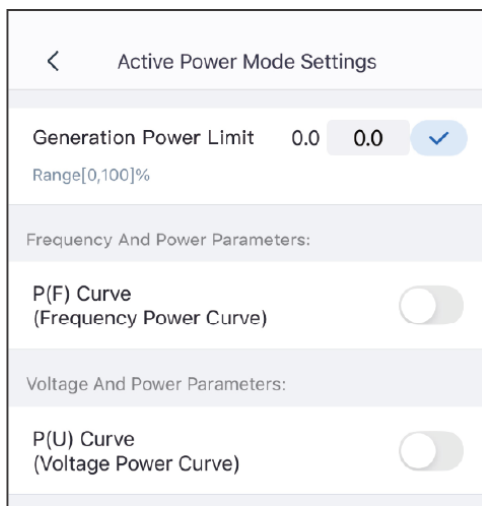 Active Power Mode Settings
Generation Power Limit 0.0 0.0
Range[0,100]%
Frequency And Power Parameters:
P(F) Curve
(Frequency Power Curve)
Voltage And Power Parameters:
P(U) Curve
(Voltage Power Curve)